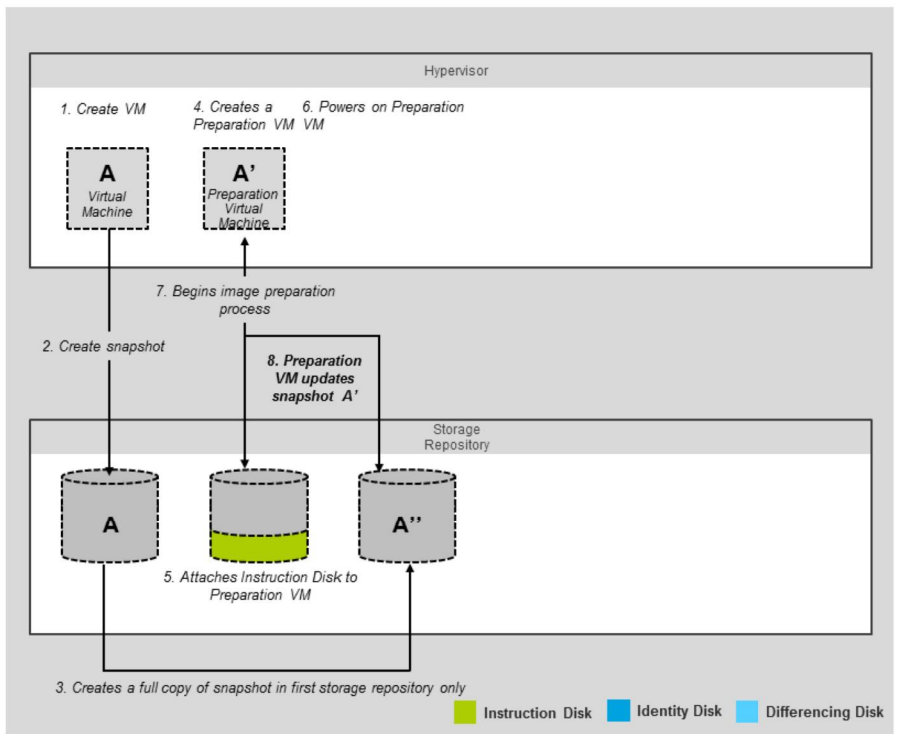 Hypervisor
1. Create VM
4. Creates a
Preparation VM
6. Powers on Preparation
VM
A
Virtual
Machine
A’
Preparation
Virtual
Machine
7. Begins image preparation
process
2. Create snapshot
8. Preparation
VM updates
snapshot A’
Storage
Repository
A
A’’
5. Attaches Instruction Disk to
Preparation VM
3. Creates a full copy of snapshot in first storage repository only
Instruction Disk
Identity Disk
Differencing Disk